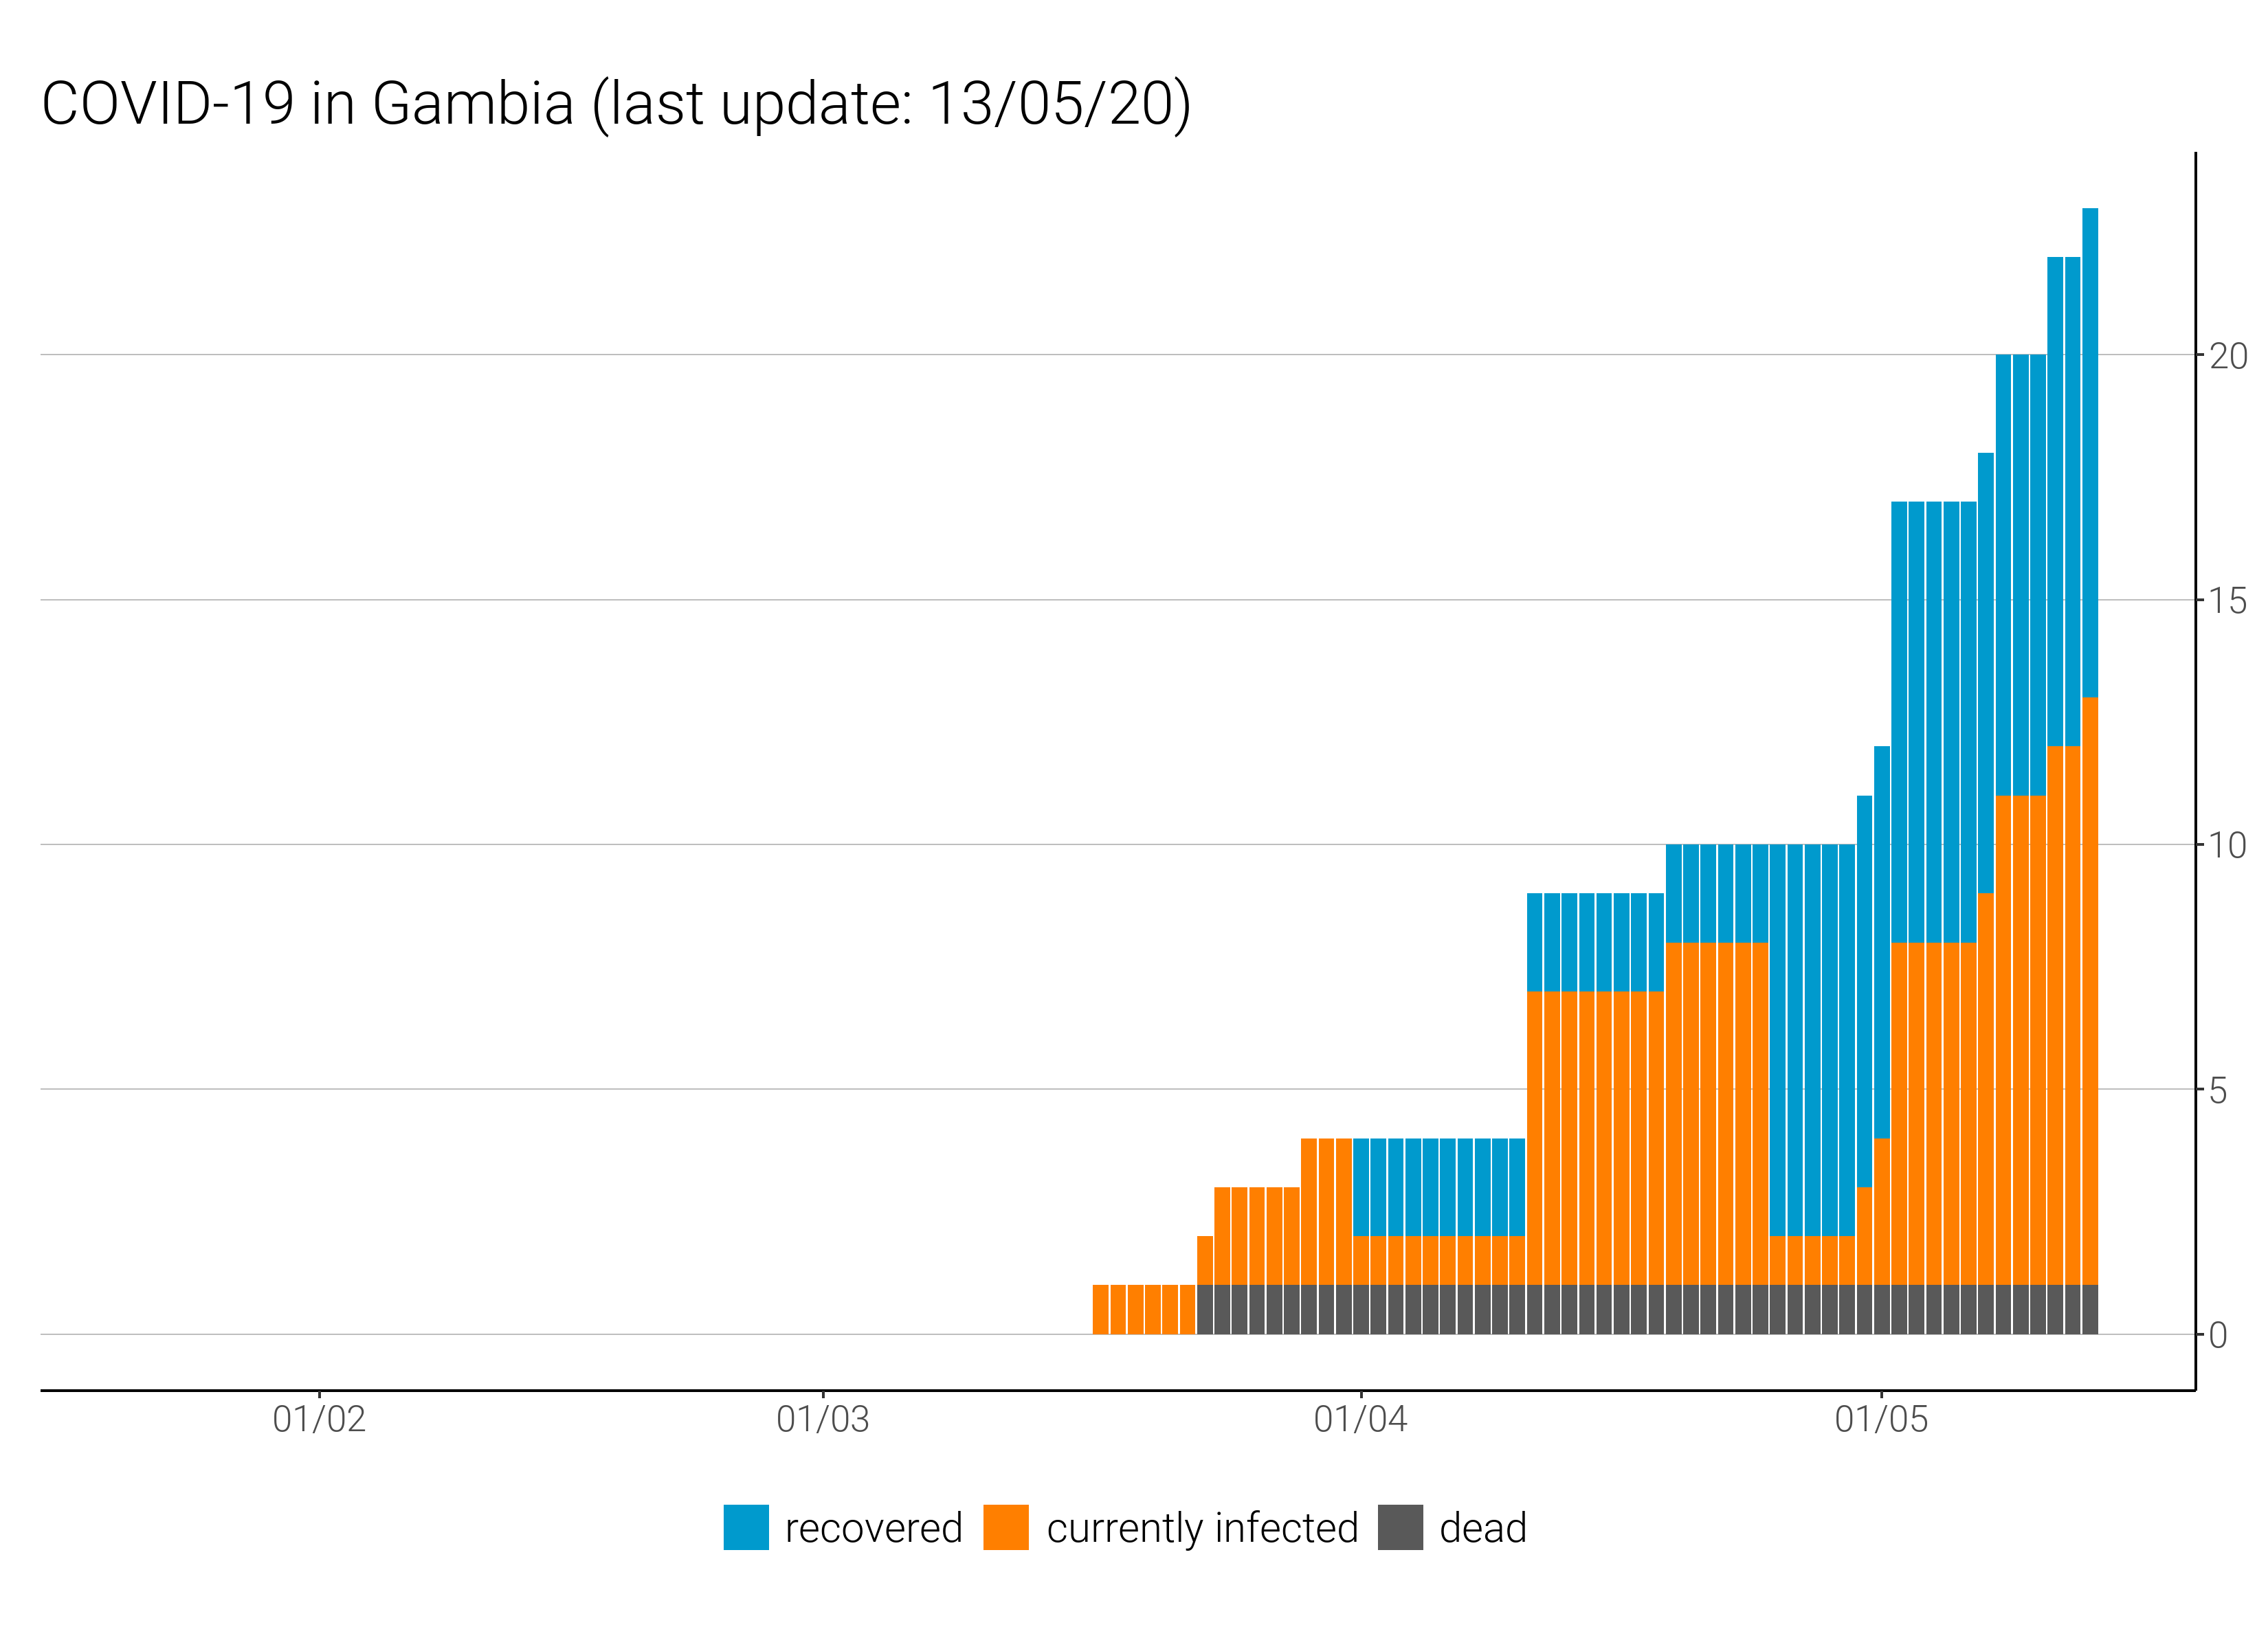 COVID-19 in Gambia (last update: 13/05/20)
20
15
10
5
0
01/02 01/03 01/04 01/05
recovered currently infected dead